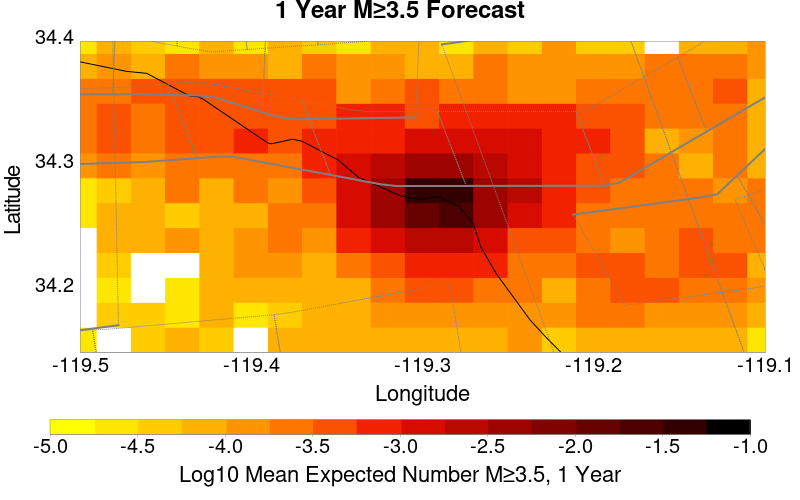 1 Year M≥3.5 Forecast
34.4
34.3
34.2
Latitude
-119.5 -119.4 -119.3 -119.2 -119.1
Longitude
-5.0 -4.5 -4.0 -3.5 -3.0 -2.5 -2.0 -1.5 -1.0
Log10 Mean Expected Number M≥3.5, 1 Year